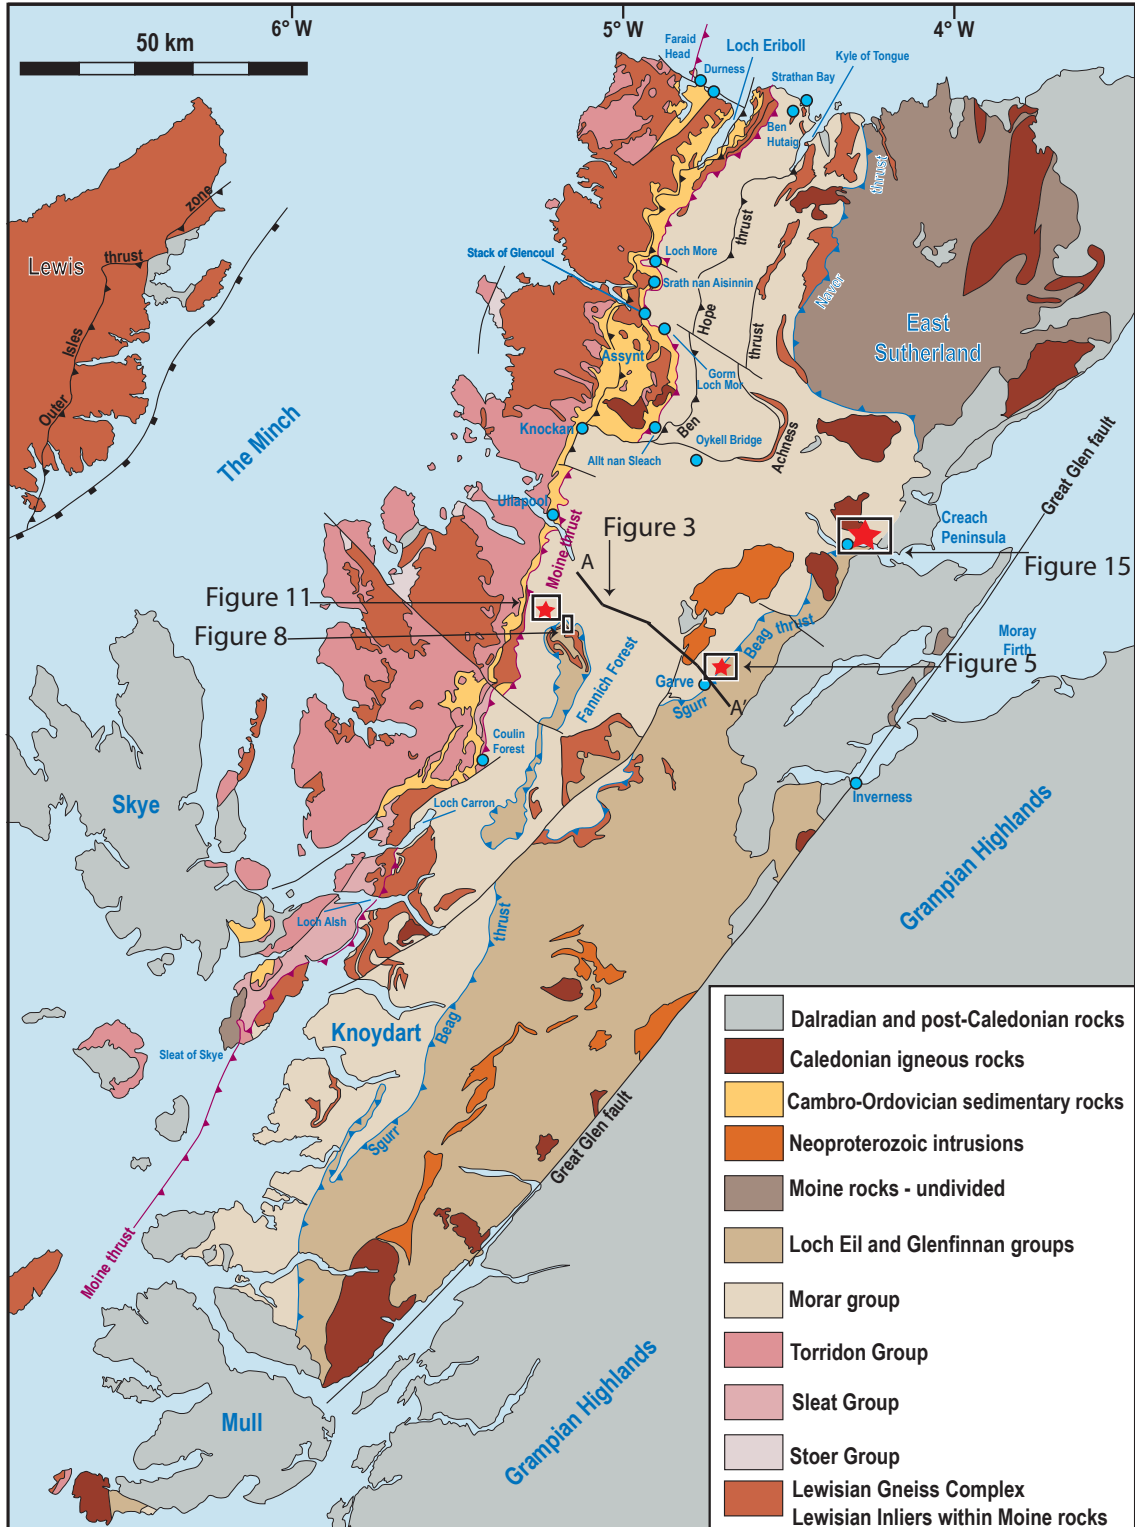 6° W
5° W
4° W
50 km
Faraid
Head
Durness
Loch Eriboll
Strathan Bay
Kyle of Tongue
Ben
Hutaig
thrust
zone
thrust
Lewis
Isles
Outer
The Minch
Stack of Glencoul
Loch More
Srath nan Aisinnin
thrust
Hope
Ben
Naver
East
Sutherland
Assynt
Gorm
Loch Mor
thrust
Achness
Knockan
Allt nan Sleach
Oykell Bridge
Ullapool
Moine thrust
Great Glen fault
Creach
Peninsula
Figure 3
Figure 15
A
Figure 11
Figure 8
Moray
Firth
Beag thrust
Figure 5
Fannich Forest
Garve
Sgurr
A'
Coulin
Forest
Inverness
Skye
Loch Carron
Grampian Highlands
Loch Alsh
thrust
Beag
Knoydart
Sleat of Skye
Sgurr
Great Glen fault
Moine thrust
Mull
Grampian Highlands
Dalradian and post-Caledonian rocks
Caledonian igneous rocks
Cambro-Ordovician sedimentary rocks
Neoproterozoic intrusions
Moine rocks - undivided
Loch Eil and Glenfinnan groups
Morar group
Torridon Group
Sleat Group
Stoer Group
Lewisian Gneiss Complex
Lewisian Inliers within Moine rocks